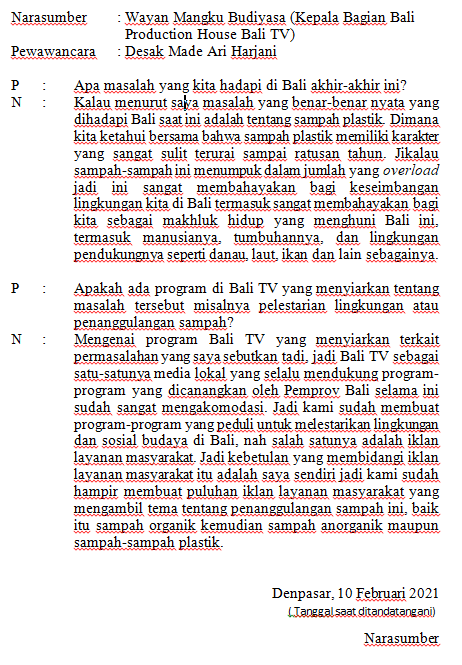 Narasumber : Wayan Mangku Budiyasa (Kepala Bagian Bali
Production House Bali TV)
Pewawancara : Desak Made Ari Harjani
P : Apa masalah yang kita hadapi di Bali akhir-akhir ini?
N : Kalau menurut saya masalah yang benar-benar nyata yang
dihadapi Bali saat ini adalah tentang sampah plastik. Dimana
kita ketahui bersama bahwa sampah plastik memiliki karakter
yang sangat sulit terurai sampai ratusan tahun. Jikalau
sampah-sampah ini menumpuk dalam jumlah yang overload
jadi ini sangat membahayakan bagi keseimbangan
lingkungan kita di Bali termasuk sangat membahayakan bagi
kita sebagai makhluk hidup yang menghuni Bali ini,
termasuk manusianya, tumbuhannya, dan lingkungan
pendukungnya seperti danau, laut, ikan dan lain sebagainya.
P : Apakah ada program di Bali TV yang menyiarkan tentang
masalah tersebut misalnya pelestarian lingkungan atau
penanggulangan sampah?
N : Mengenai program Bali TV yang menyiarkan terkait
permasalahan yang saya sebutkan tadi, jadi Bali TV sebagai
satu-satunya media lokal yang selalu mendukung program-
program yang dicanangkan oleh Pemprov Bali selama ini
sudah sangat mengakomodasi. Jadi kami sudah membuat
program-program yang peduli untuk melestarikan lingkungan
dan sosial budaya di Bali, nah salah satunya adalah iklan
layanan masyarakat. Jadi kebetulan yang membidangi iklan
layanan masyarakat itu adalah saya sendiri jadi kami sudah
hampir membuat puluhan iklan layanan masyarakat yang
mengambil tema tentang penanggulangan sampah ini, baik
itu sampah organik kemudian sampah anorganik maupun
sampah-sampah plastik.
Denpasar, 10 Februari 2021
( Tanggal saat ditandatangani)
Narasumber